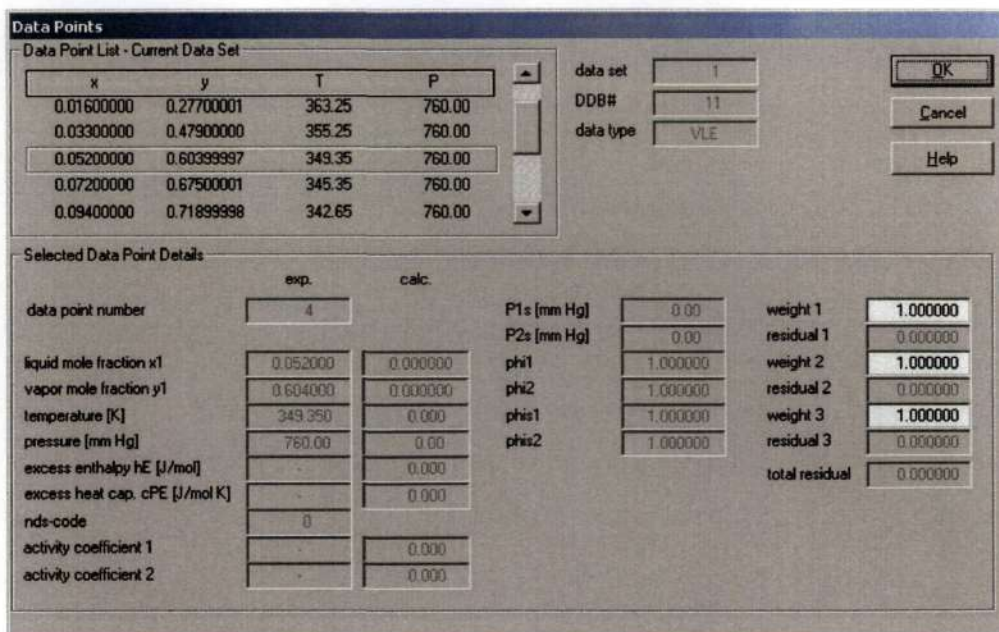 Data Points
Data Point List - Current Data Set
x y T P
0.01600000 0.27700001 363.25 760.00
0.03300000 0.47900000 355.25 760.00
0.05200000 0.60399997 349.35 760.00
0.07200000 0.67500001 345.35 760.00
0.09400000 0.71899998 342.65 760.00
data set 1
DDB# 11
data type VLE
OK
Cancel
Help
Selected Data Point Details
exp. calc.
data point number 4
liquid mole fraction x1 0.052000 0.000000
vapor mole fraction y1 0.604000 0.000000
temperature [K] 349.350 0.000
pressure [mm Hg] 760.00 0.00
excess enthalpy hE [J/mol] - 0.000
excess heat cap. cPE [J/mol K] - 0.000
nds-code 0
activity coefficient 1 - 0.000
activity coefficient 2 - 0.000
P1s [mm Hg] 0.00
P2s [mm Hg] 0.00
phi1 1.000000
phi2 1.000000
phis1 1.000000
phis2 1.000000
weight 1 1.000000
residual 1 0.000000
weight 2 1.000000
residual 2 0.000000
weight 3 1.000000
residual 3 0.000000
total residual 0.000000